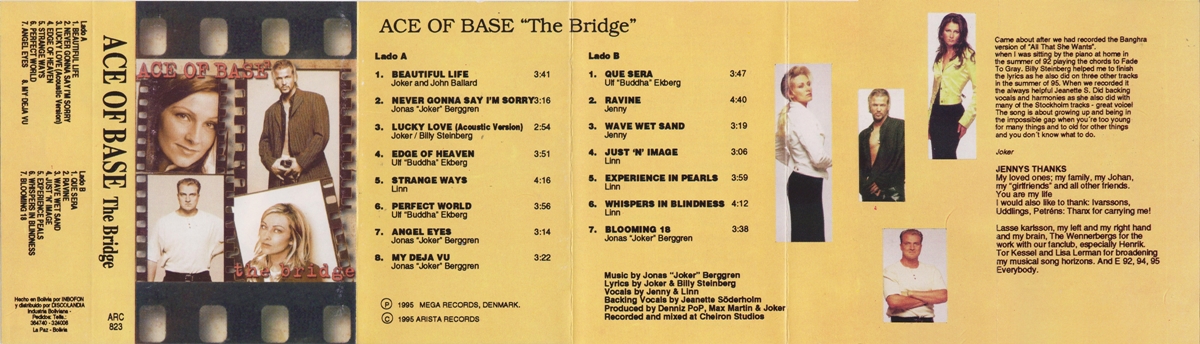 Lado A
1. BEAUTIFUL LIFE
2. NEVER GONNA SAY I'M SORRY
3. LUCKY LOVE (Acoustic Version)
4. EDGE OF HEAVEN
5. STRANGE WAYS
6. PERFECT WORLD
7. ANGEL EYES 8. MY DEJA VU
Lado B
1. QUE SERA
2. RAVINE
3. WAVE WET SAND
4. JUST 'N' IMAGE
5. EXPERIENCE PEALS
6. WHISPERS IN BLINDNESS
7. BLOOMING 18
Hecho en Bolivia por INBOFON
y distribuido por DISCOLANDIA
Industria Boliviana -
Pedidos: Tells.:
364740 - 324006
La Paz - Bolivia
ACE OF BASE The Bridge
ARC
823
ACE OF BASE
the bridge
ACE OF BASE "The Bridge"
Lado A
1. BEAUTIFUL LIFE 3:41
Joker and John Ballard
2. NEVER GONNA SAY I'M SORRY 3:16
Jonas "Joker" Berggren
3. LUCKY LOVE (Acoustic Version) 2:54
Joker / Billy Steinberg
4. EDGE OF HEAVEN 3:51
Ulf "Buddha" Ekberg
5. STRANGE WAYS 4:16
Linn
6. PERFECT WORLD 3:56
Ulf "Buddha" Ekberg
7. ANGEL EYES 3:14
Jonas "Joker" Berggren
8. MY DEJA VU 3:22
Jonas "Joker" Berggren
Ⓟ 1995 MEGA RECORDS, DENMARK.
© 1995 ARISTA RECORDS
Lado B
1. QUE SERA 3:47
Ulf "Buddha" Ekberg
2. RAVINE 4:40
Jenny
3. WAVE WET SAND 3:19
Jenny
4. JUST 'N' IMAGE 3:06
Linn
5. EXPERIENCE IN PEARLS 3:59
Linn
6. WHISPERS IN BLINDNESS 4:12
Linn
7. BLOOMING 18 3:38
Jonas "Joker" Berggren
Music by Jonas "Joker" Berggren
Lyrics by Joker & Billy Steinberg
Vocals by Jenny & Linn
Backing Vocals by Jeanette Söderholm
Produced by Denniz PoP, Max Martin & Joker
Recorded and mixed at Cheiron Studios
Came about after we had recorded the Banghra
version of "All That She Wants".
when I was sitting by the piano at home in
the summer of 92 playing the chords to Fade
To Gray. Billy Steinberg helped me to finish
the lyrics as he also did on three other tracks
in the summer of 95. When we recorded it
the always helpful Jeanette S. Did backing
vocals and harmonies as she also did with
many of the Stockholm tracks - great voice!
The song is about growing up and being in
the impossible gap when you're too young
for many things and to old for other things
and you don't know what to do.
Joker
JENNYS THANKS
My loved ones; my family, my Johan,
my "girlfriends" and all other friends.
You are my life
I would also like to thank: Ivarssons,
Uddlings, Petréns: Thanx for carrying me!
Lasse karlsson, my left and my right hand
and my brain, The Wennerbergs for the
work with our fanclub, especially Henrik.
Tor Kessel and Lisa Lerman for broadening
my musical song horizons. And E 92, 94, 95
Everybody.